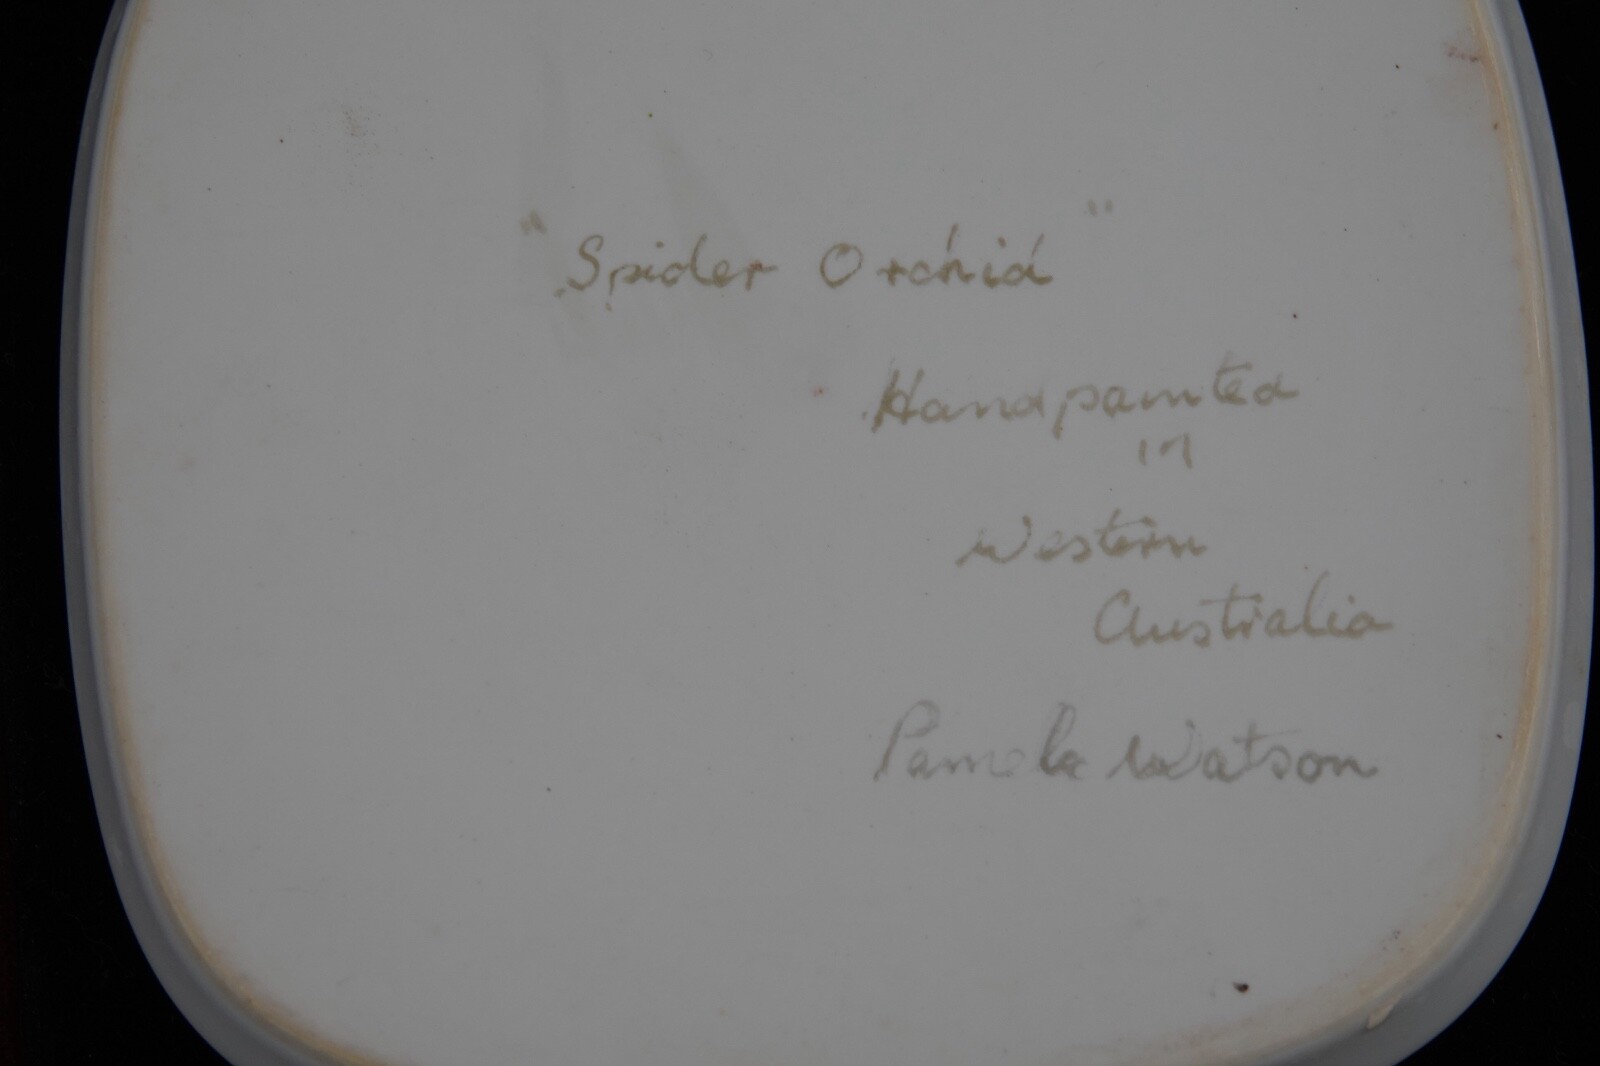 "Spider Orchid"
Handpainted
in
Western
Australia
Pamela Watson